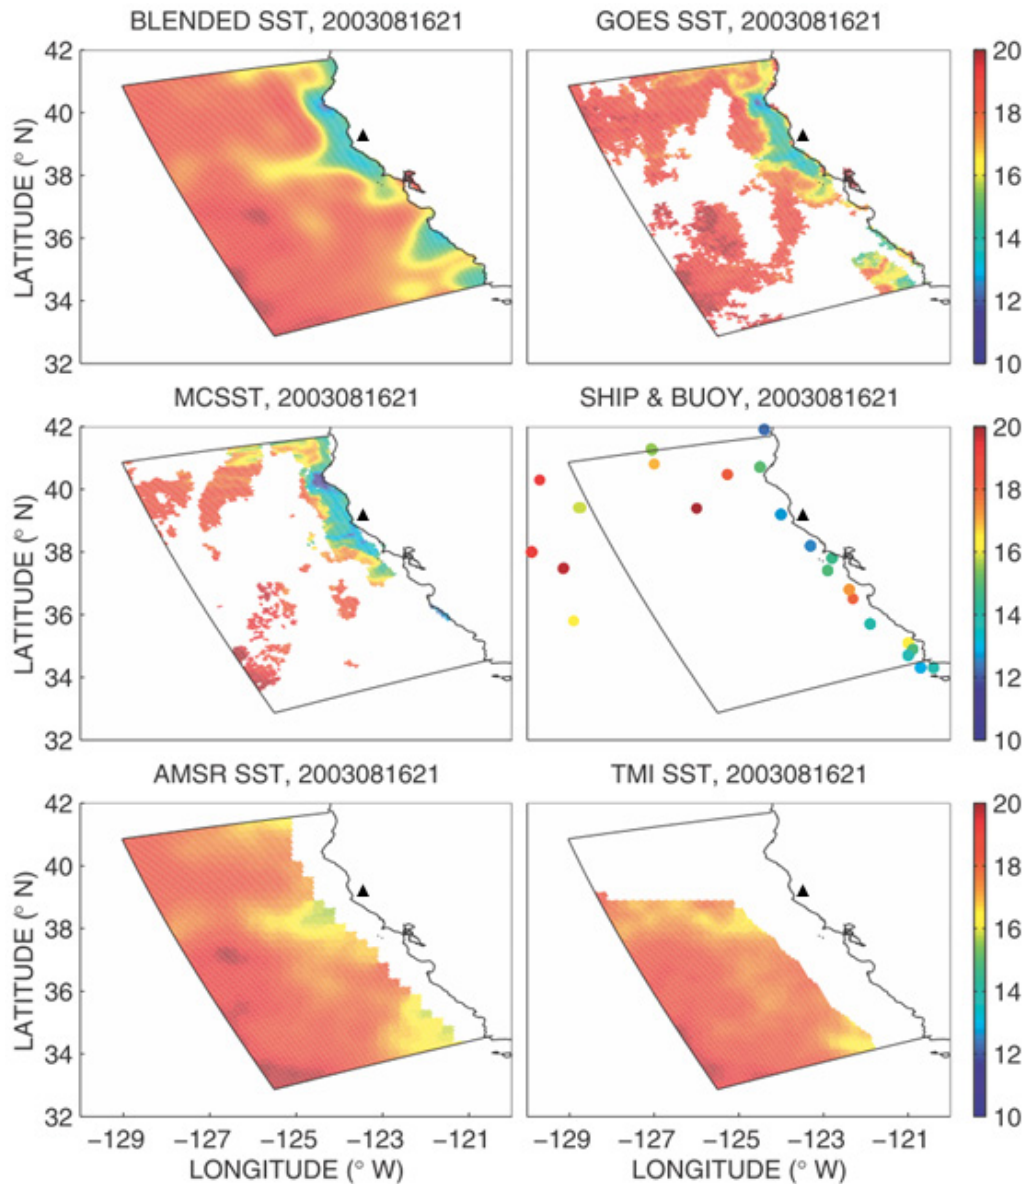 BLENDED SST, 2003081621
GOES SST, 2003081621
42
40
38
36
34
32
LATITUDE (° N)
20
18
16
14
12
10
MCSST, 2003081621
SHIP & BUOY, 2003081621
42
40
38
36
34
32
LATITUDE (° N)
20
18
16
14
12
10
AMSR SST, 2003081621
TMI SST, 2003081621
42
40
38
36
34
32
LATITUDE (° N)
20
18
16
14
12
10
−129 −127 −125 −123 −121
LONGITUDE (° W)
−129 −127 −125 −123 −121
LONGITUDE (° W)